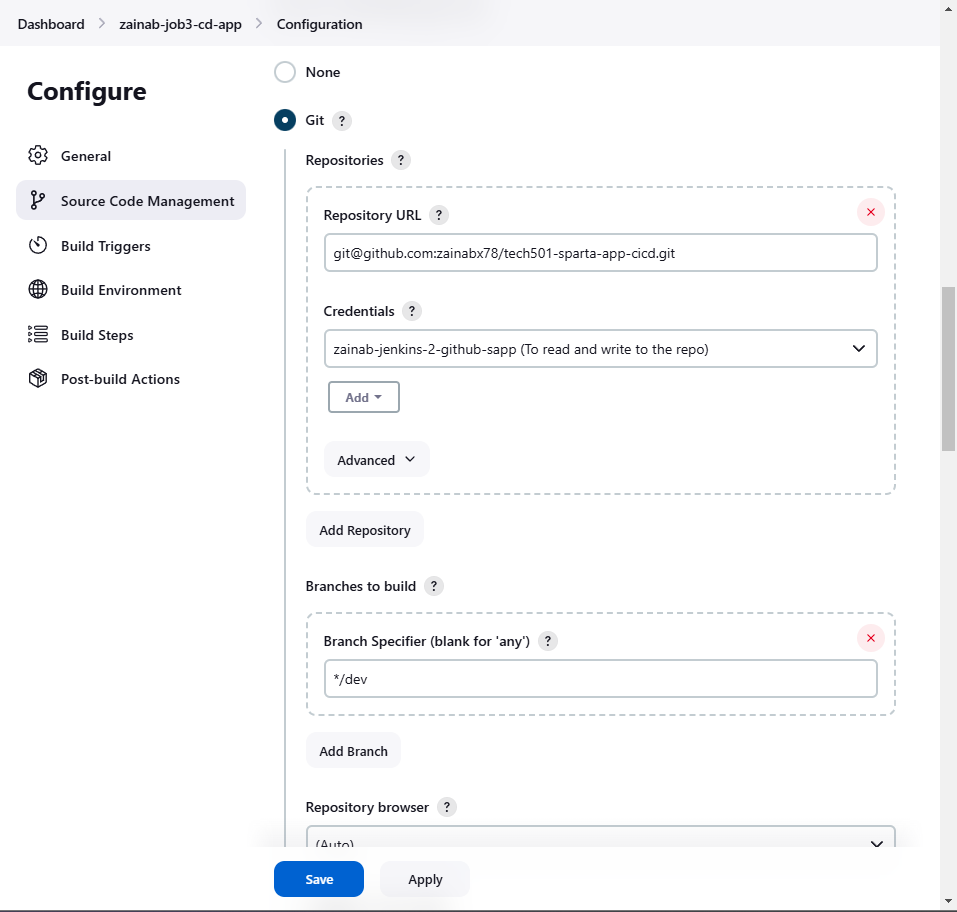 Dashboard > zainab-job3-cd-app > Configuration
Configure
General
Source Code Management
Build Triggers
Build Environment
Build Steps
Post-build Actions
None
Git ?
Repositories ?
Repository URL ?
git@github.com:zainabx78/tech501-sparta-app-cicd.git
Credentials ?
zainab-jenkins-2-github-sapp (To read and write to the repo)
Add
Advanced
Add Repository
Branches to build ?
Branch Specifier (blank for 'any') ?
*/dev
Add Branch
Repository browser ?
(Auto)
Save Apply